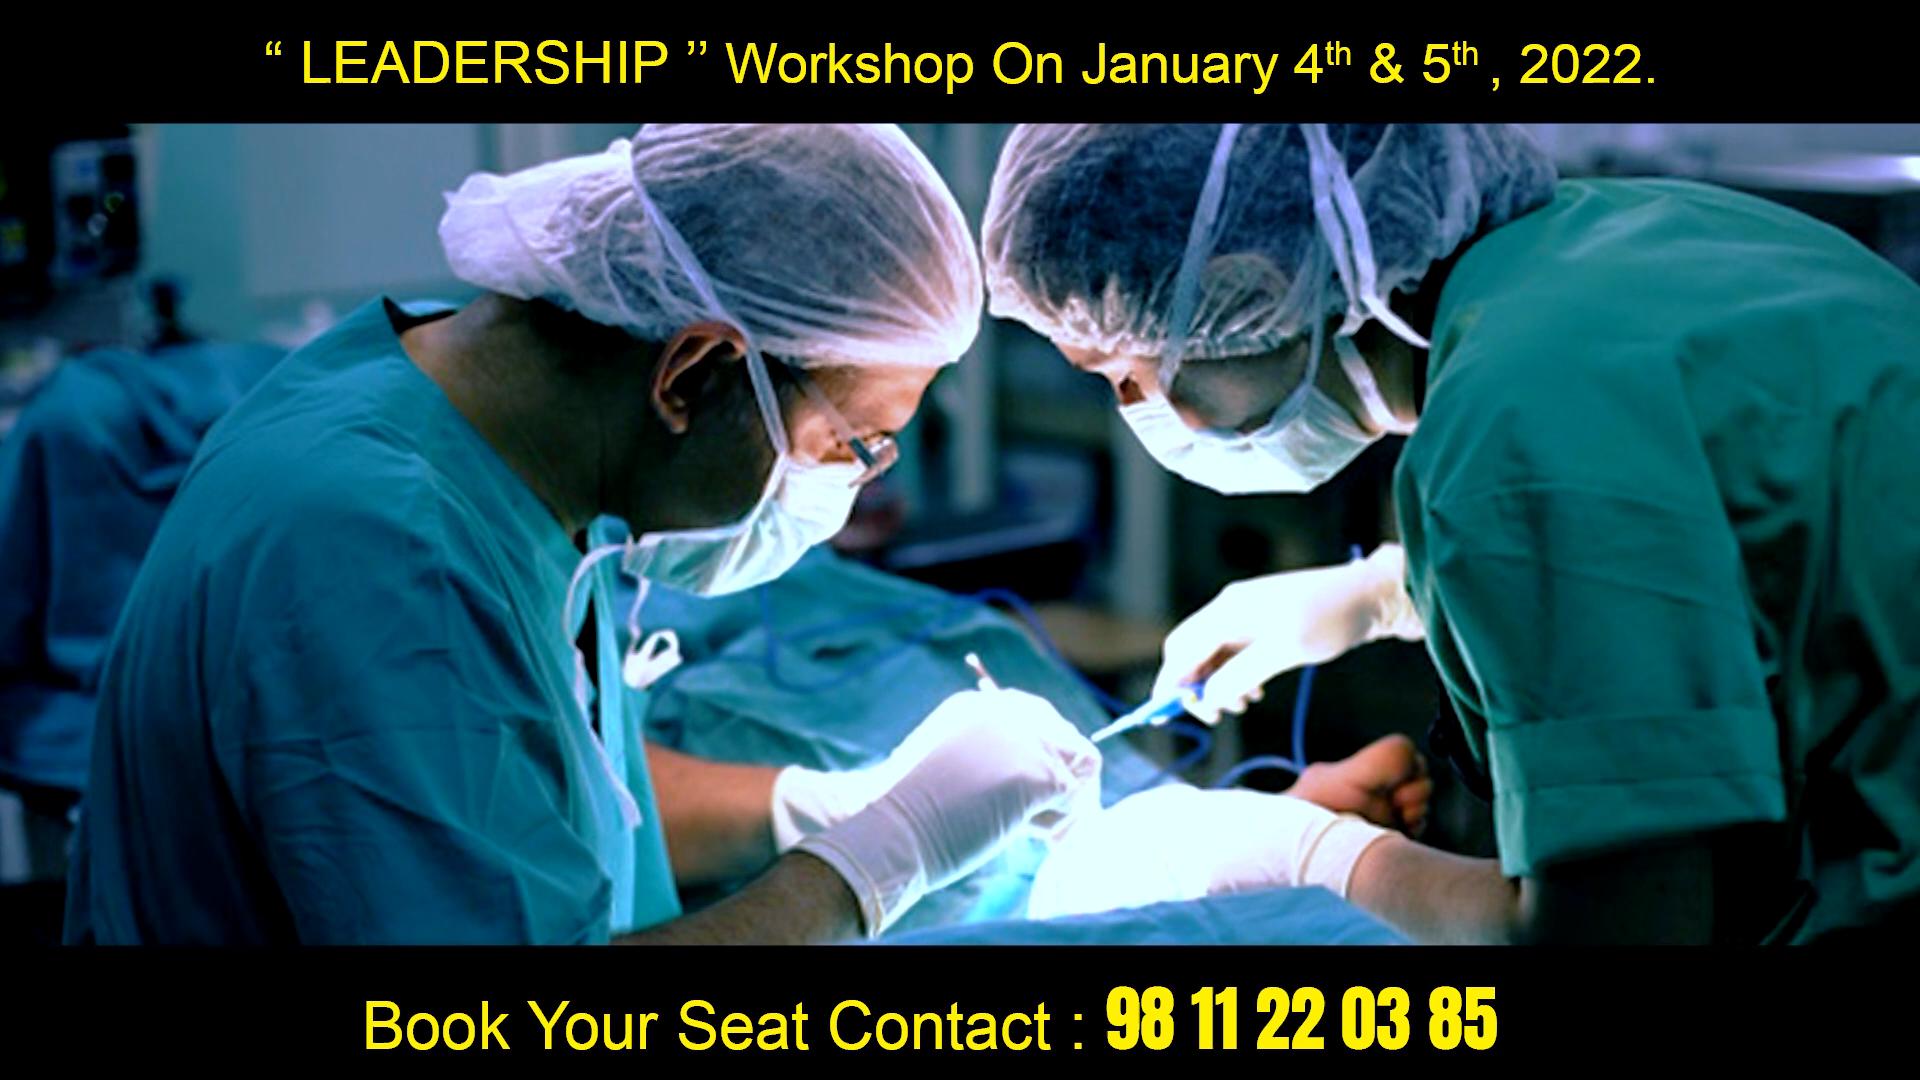 “ LEADERSHIP ’’ Workshop On January 4th & 5th , 2022.
Book Your Seat Contact : 98 11 22 03 85